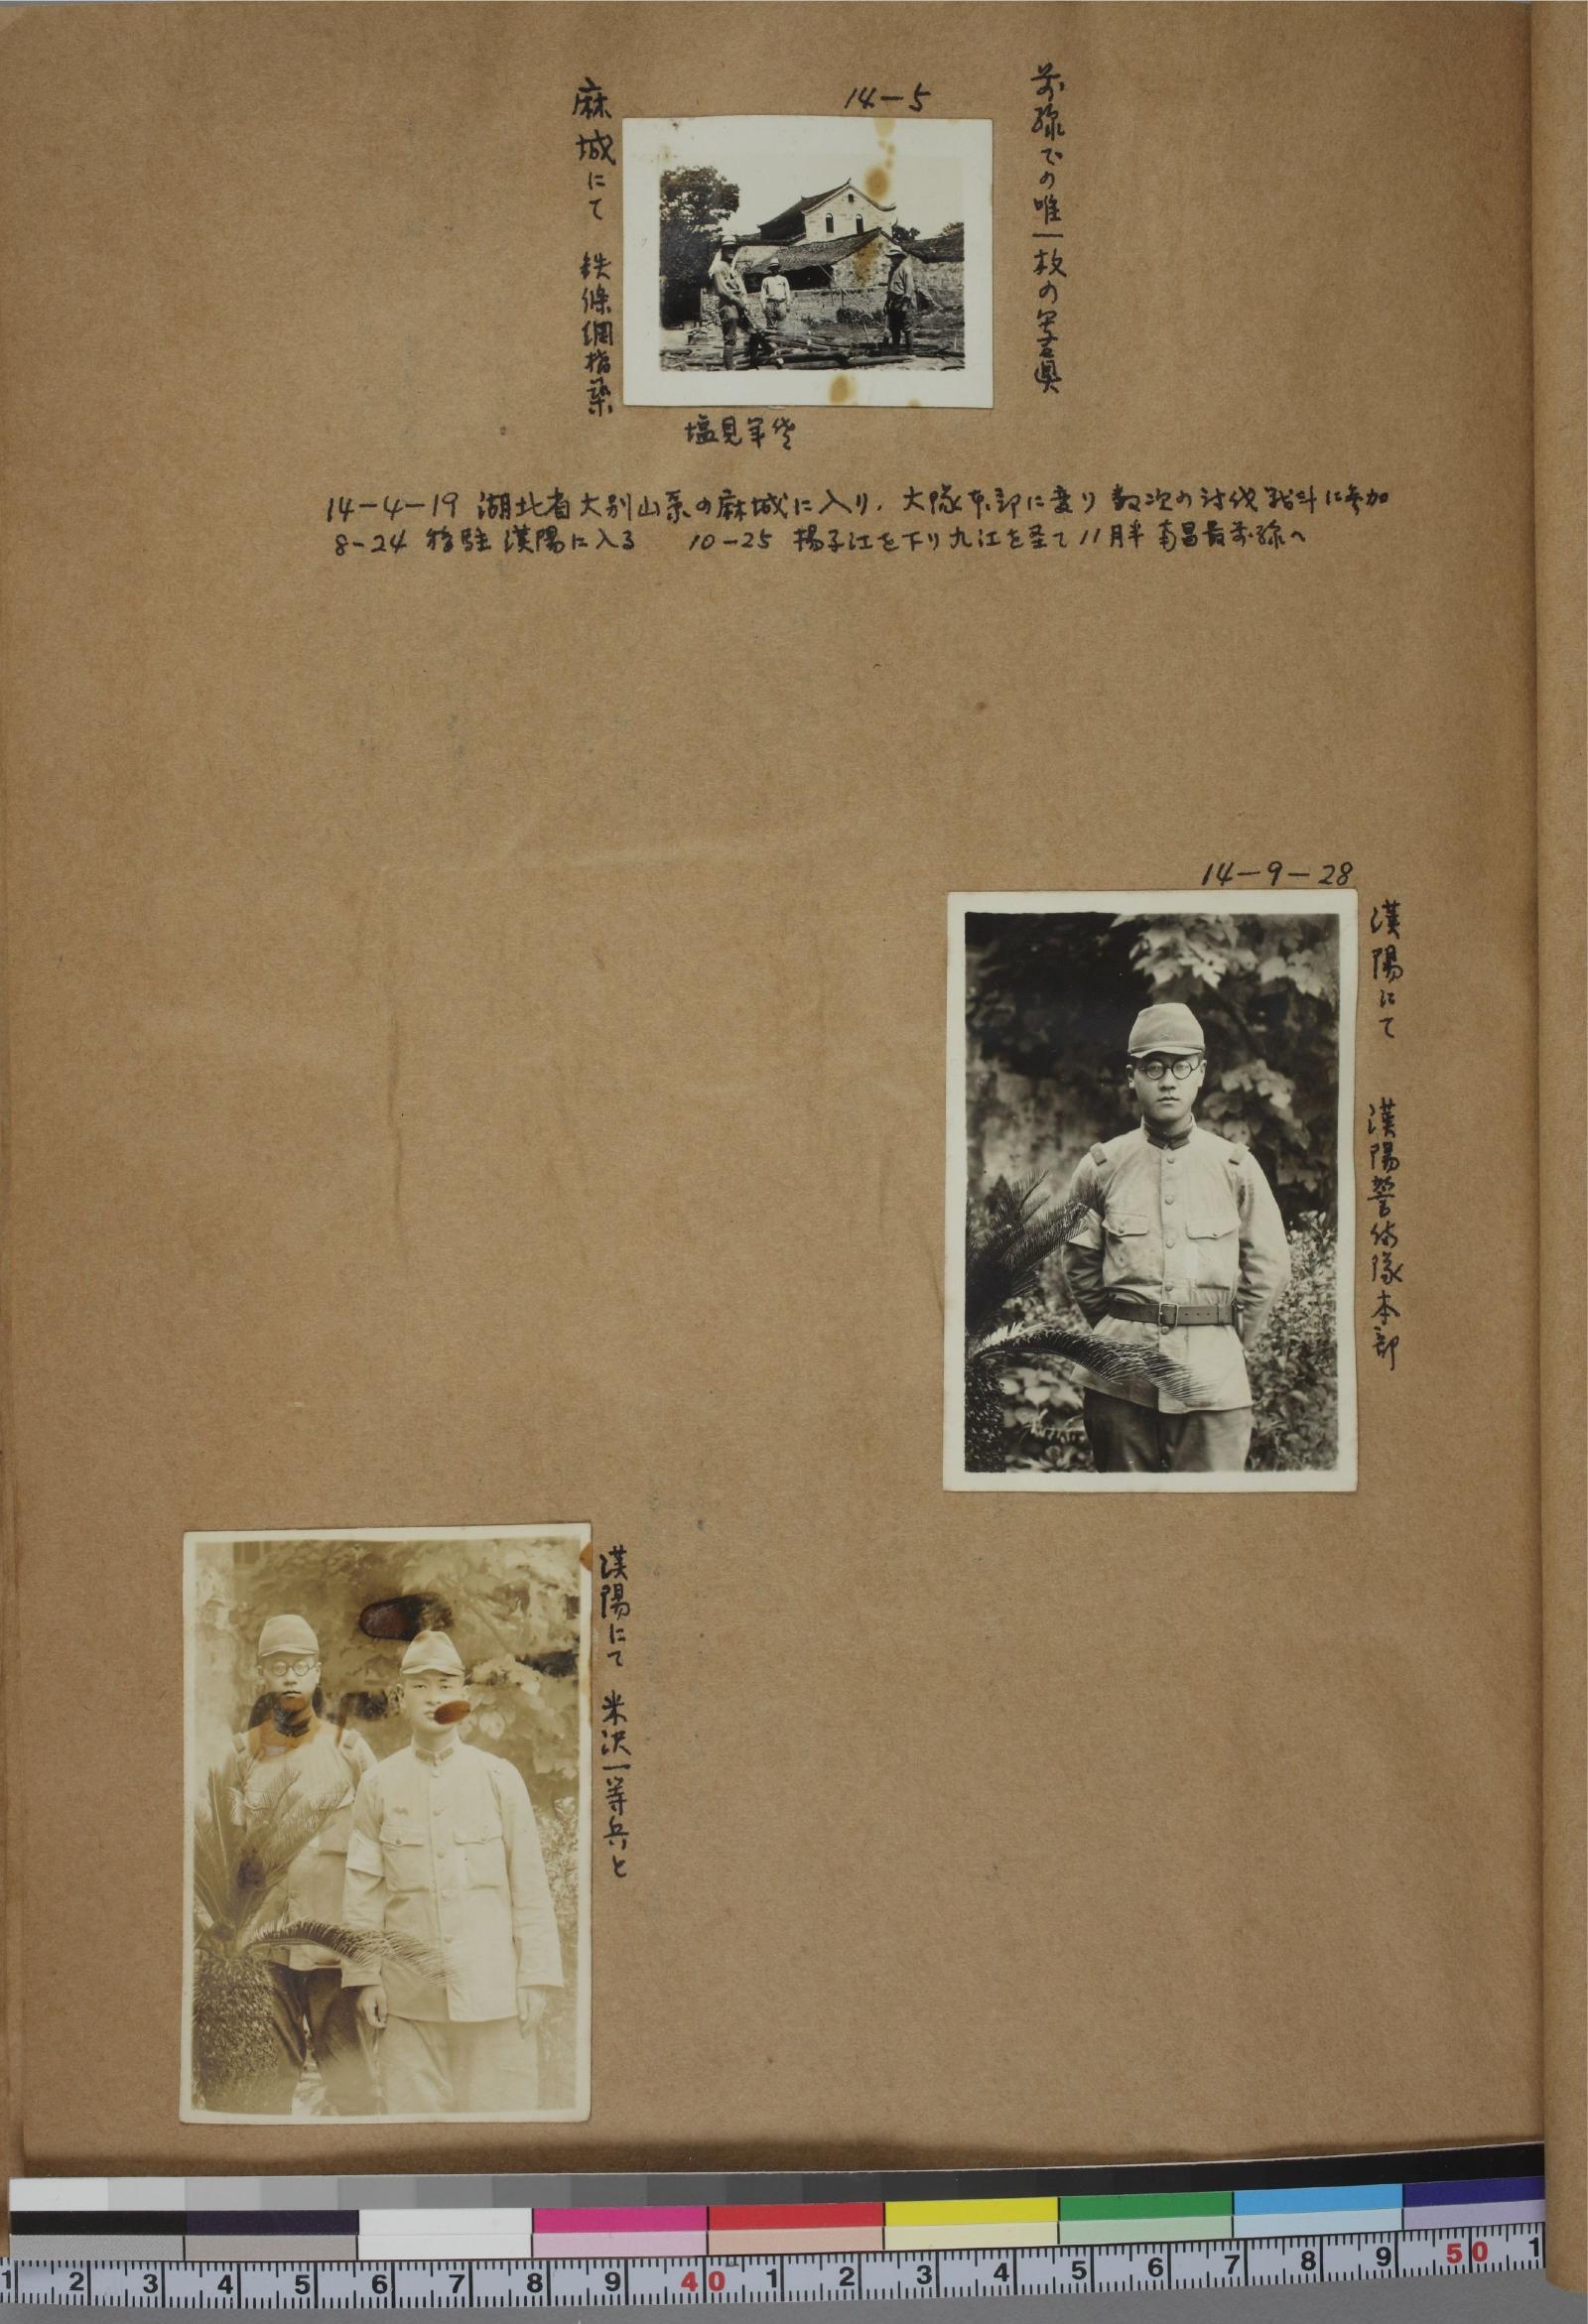 前線での唯一枚の写真
14-5
麻城にて 鉄條網構築
塩見軍
14-4-19 湖北省大別山系の麻城に入り、大隊本部に変り 数次の討伐戦斗に参加
8-24 移駐 漢陽に入る 10-25 揚子江を下り九江を至て 11月半 南昌最前線へ
14-9-28
漢陽にて 漢陽警備隊本部
漢陽にて 米沢一等兵と
1 2 3 4 5 6 7 8 9 40 1 2 3 4 5 6 7 8 9 50 1